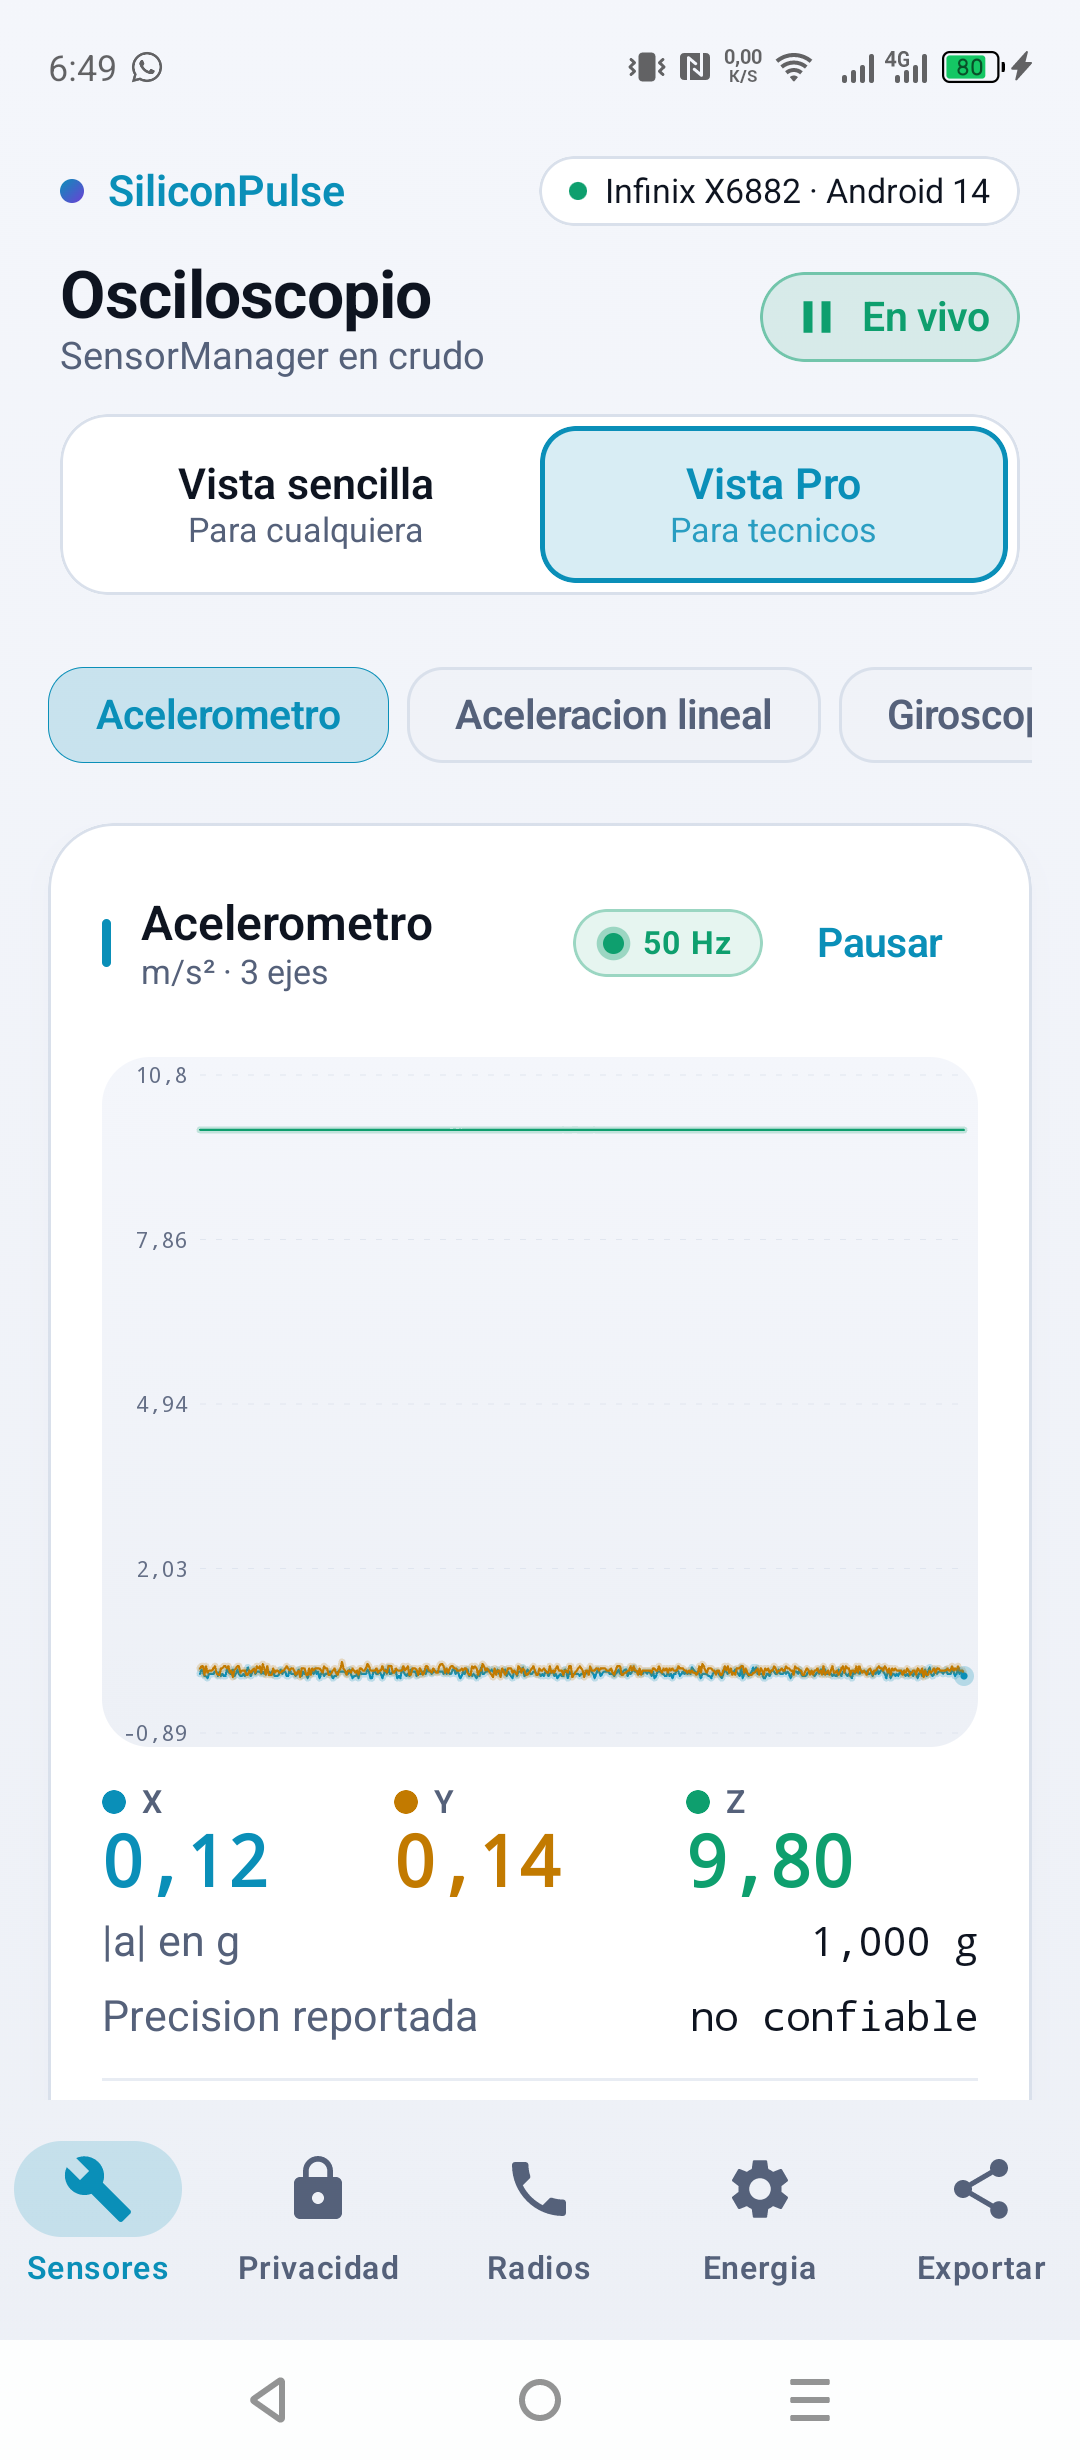 6:49
0,00 K/S
4G
80
SiliconPulse
Infinix X6882 · Android 14
Osciloscopio
SensorManager en crudo
En vivo
Vista sencilla
Para cualquiera
Vista Pro
Para tecnicos
Acelerometro
Aceleracion lineal
Girosco
Acelerometro
m/s² · 3 ejes
50 Hz
Pausar
10,8
7,86
4,94
2,03
-0,89
X
0,12
Y
0,14
Z
9,80
|a| en g
1,000 g
Precision reportada
no confiable
Sensores
Privacidad
Radios
Energia
Exportar